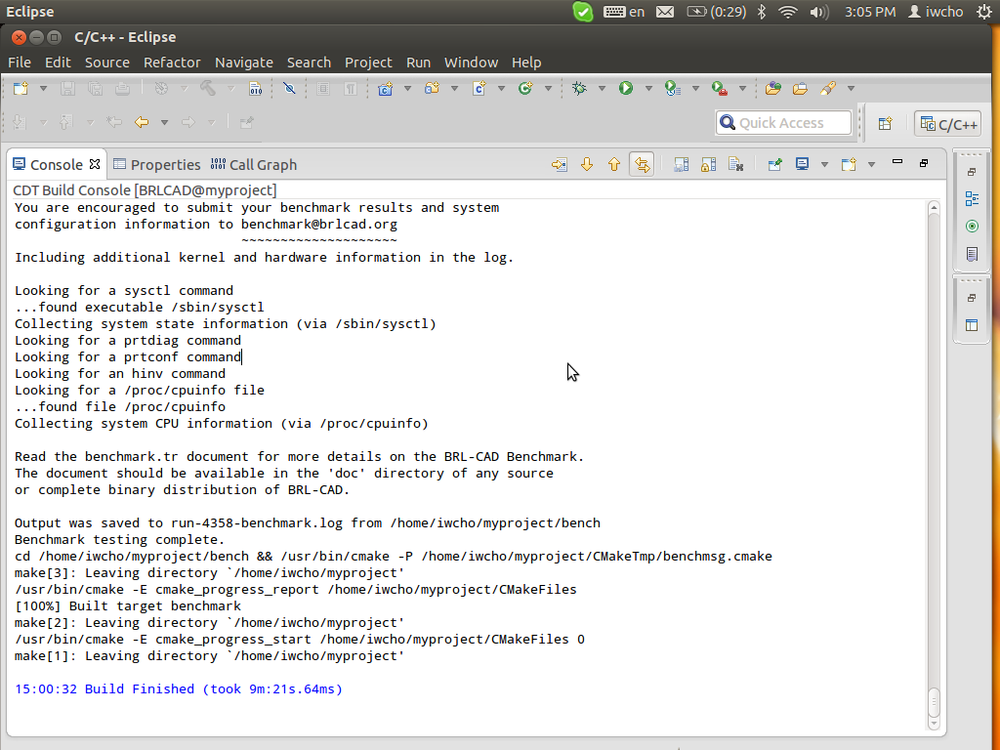 Eclipse
en
(0:29)
3:05 PM
iwcho
C/C++ - Eclipse
File Edit Source Refactor Navigate Search Project Run Window Help
010
Quick Access
C/C++
Console
Properties
Call Graph
CDT Build Console [BRLCAD@myproject]
You are encouraged to submit your benchmark results and system
configuration information to benchmark@brlcad.org
~~~~~~~~~~~~~~~~~~~~
Including additional kernel and hardware information in the log.
Looking for a sysctl command
...found executable /sbin/sysctl
Collecting system state information (via /sbin/sysctl)
Looking for a prtdiag command
Looking for a prtconf command
Looking for an hinv command
Looking for a /proc/cpuinfo file
...found file /proc/cpuinfo
Collecting system CPU information (via /proc/cpuinfo)
Read the benchmark.tr document for more details on the BRL-CAD Benchmark.
The document should be available in the 'doc' directory of any source
or complete binary distribution of BRL-CAD.
Output was saved to run-4358-benchmark.log from /home/iwcho/myproject/bench
Benchmark testing complete.
cd /home/iwcho/myproject/bench && /usr/bin/cmake -P /home/iwcho/myproject/CMakeTmp/benchmsg.cmake
make[3]: Leaving directory `/home/iwcho/myproject'
/usr/bin/cmake -E cmake_progress_report /home/iwcho/myproject/CMakeFiles
[100%] Built target benchmark
make[2]: Leaving directory `/home/iwcho/myproject'
/usr/bin/cmake -E cmake_progress_start /home/iwcho/myproject/CMakeFiles 0
make[1]: Leaving directory `/home/iwcho/myproject'
15:00:32 Build Finished (took 9m:21s.64ms)